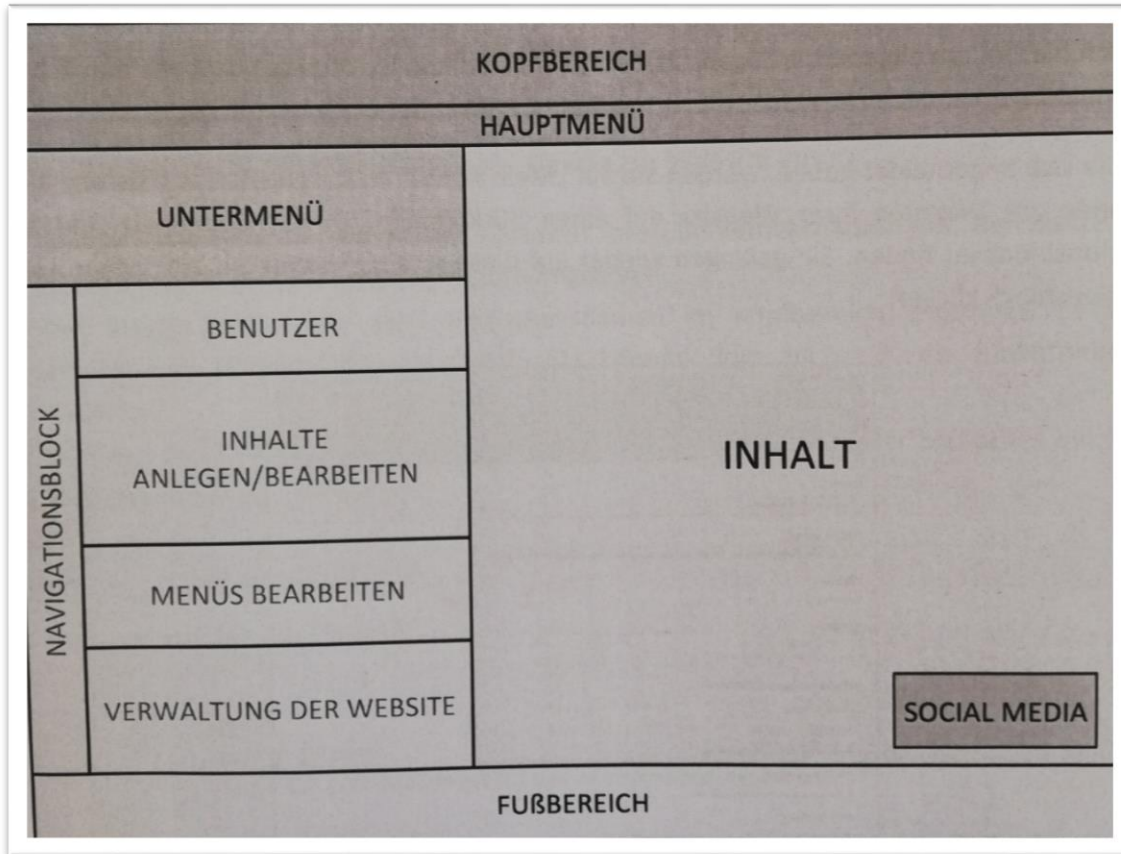 KOPFBEREICH
HAUPTMENÜ
UNTERMENÜ
NAVIGATIONSBLOCK
BENUTZER
INHALTE
ANLEGEN/BEARBEITEN
MENÜS BEARBEITEN
VERWALTUNG DER WEBSITE
INHALT
SOCIAL MEDIA
FUßBEREICH